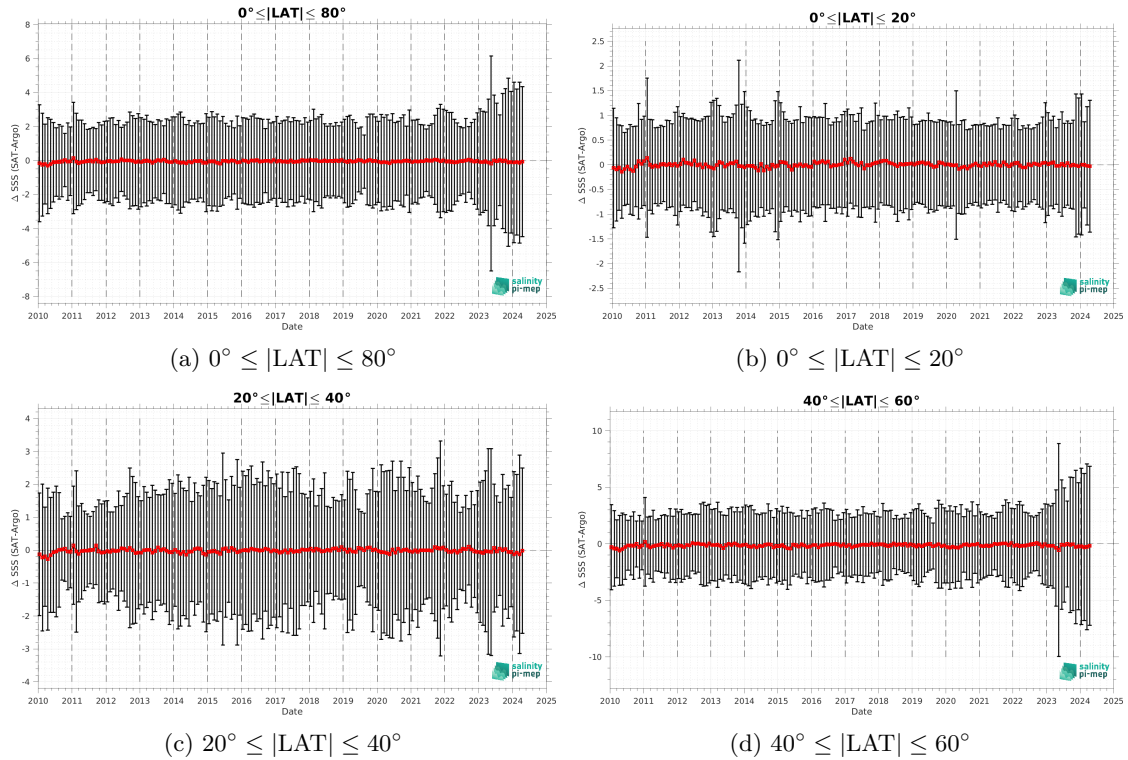 0°≤|LAT|≤ 80°
8
6
4
2
0
-2
-4
-6
-8
Δ SSS (SAT-Argo)
2010 2011 2012 2013 2014 2015 2016 2017 2018 2019 2020 2021 2022 2023 2024 2025
Date
salinity
pi-mep
(a) 0° ≤ |LAT| ≤ 80°
0°≤|LAT|≤ 20°
2.5
2
1.5
1
0.5
0
-0.5
-1
-1.5
-2
-2.5
Δ SSS (SAT-Argo)
2010 2011 2012 2013 2014 2015 2016 2017 2018 2019 2020 2021 2022 2023 2024 2025
Date
salinity
pi-mep
(b) 0° ≤ |LAT| ≤ 20°
20°≤|LAT|≤ 40°
4
3
2
1
0
-1
-2
-3
-4
Δ SSS (SAT-Argo)
2010 2011 2012 2013 2014 2015 2016 2017 2018 2019 2020 2021 2022 2023 2024 2025
Date
salinity
pi-mep
(c) 20° ≤ |LAT| ≤ 40°
40°≤|LAT|≤ 60°
10
5
0
-5
-10
Δ SSS (SAT-Argo)
2010 2011 2012 2013 2014 2015 2016 2017 2018 2019 2020 2021 2022 2023 2024 2025
Date
salinity
pi-mep
(d) 40° ≤ |LAT| ≤ 60°